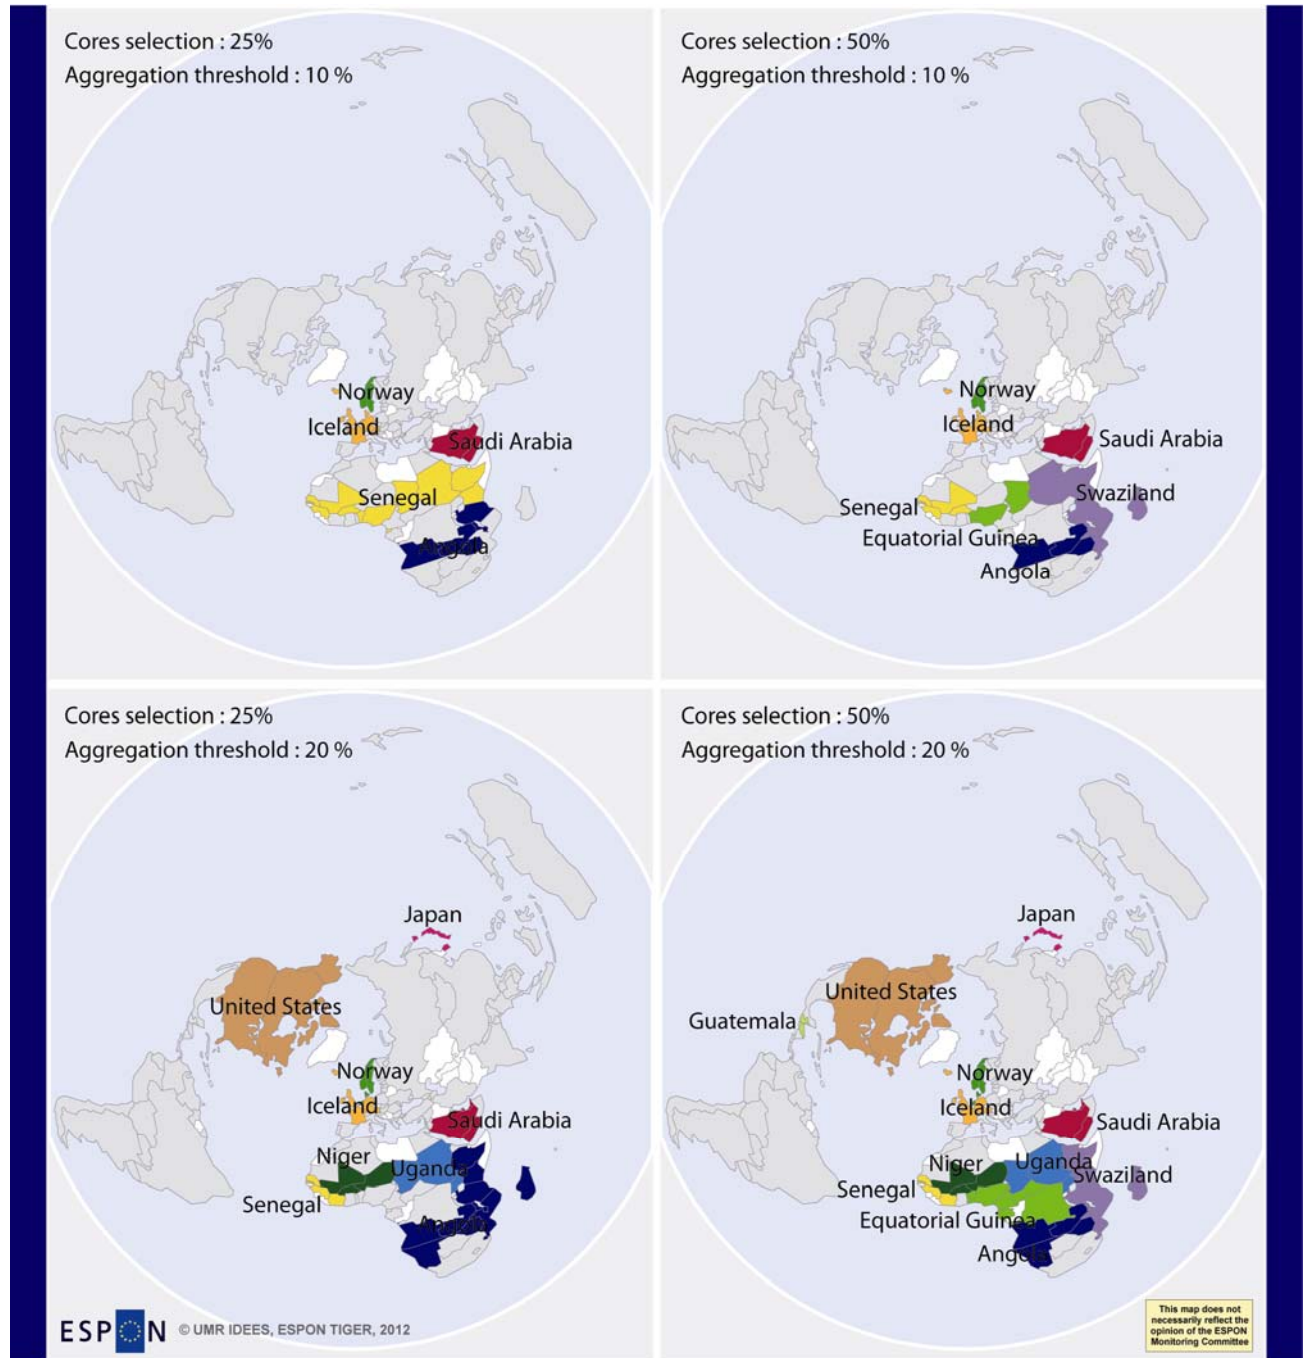 Cores selection : 25%
Aggregation threshold : 10 %
Norway
Iceland
Saudi Arabia
Senegal
Angola
Cores selection : 50%
Aggregation threshold : 10 %
Norway
Iceland
Saudi Arabia
Swaziland
Senegal
Equatorial Guinea
Angola
Cores selection : 25%
Aggregation threshold : 20 %
Japan
United States
Norway
Iceland
Saudi Arabia
Niger
Uganda
Senegal
Angola
Cores selection : 50%
Aggregation threshold : 20 %
Japan
United States
Guatemala
Norway
Iceland
Saudi Arabia
Niger
Uganda
Swaziland
Senegal
Equatorial Guinea
Angola
ESPON
© UMR IDEES, ESPON TIGER, 2012
This map does not
necessarily reflect the
opinion of the ESPON
Monitoring Committee